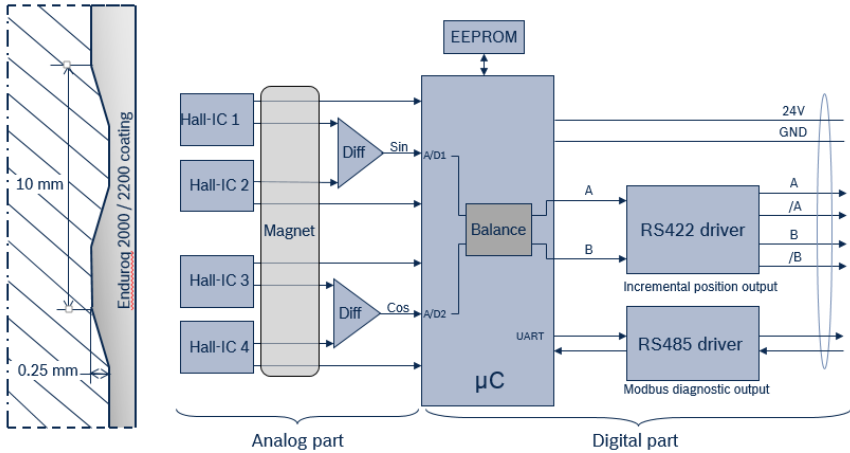 10 mm
0.25 mm
Enduroq 2000 / 2200 coating
EEPROM
Hall-IC 1
Hall-IC 2
Hall-IC 3
Hall-IC 4
Magnet
Diff
Sin
Diff
Cos
A/D1
A/D2
Balance
UART
µC
24V
GND
A
B
RS422 driver
A
/A
B
/B
Incremental position output
RS485 driver
Modbus diagnostic output
Analog part
Digital part